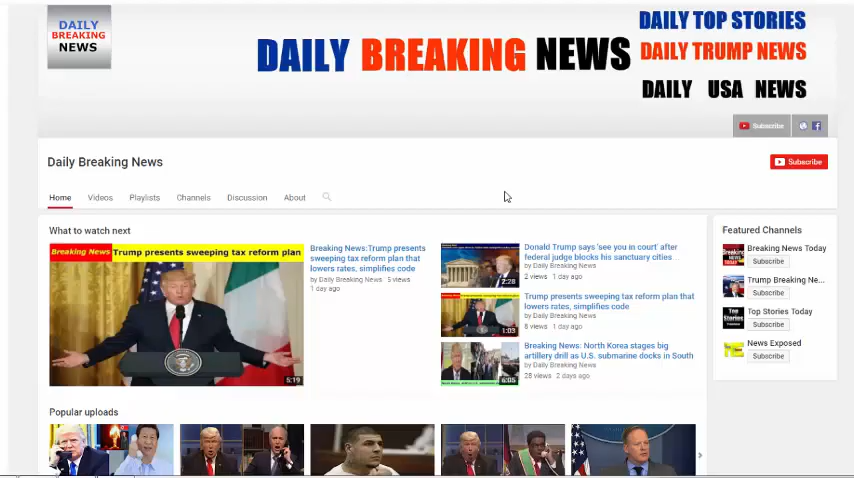 DAILY
BREAKING
NEWS
DAILY BREAKING NEWS
DAILY TOP STORIES
DAILY TRUMP NEWS
DAILY USA NEWS
Subscribe
Daily Breaking News
Subscribe
Home Videos Playlists Channels Discussion About
What to watch next
Breaking News Trump presents sweeping tax reform plan
5:19
Breaking News:Trump presents
sweeping tax reform plan that
lowers rates, simplifies code
by Daily Breaking News 5 views
1 day ago
2:28
Donald Trump says 'see you in court' after
federal judge blocks his sanctuary cities...
by Daily Breaking News
2 views 1 day ago
1:03
Trump presents sweeping tax reform plan that
lowers rates, simplifies code
by Daily Breaking News
6 views 1 day ago
5:05
Breaking News: North Korea stages big
artillery drill as U.S. submarine docks in South
by Daily Breaking News
28 views 2 days ago
Featured Channels
Breaking News Today
Subscribe
Trump Breaking Ne...
Subscribe
Top Stories
Top Stories Today
Subscribe
News Exposed
Subscribe
Popular uploads